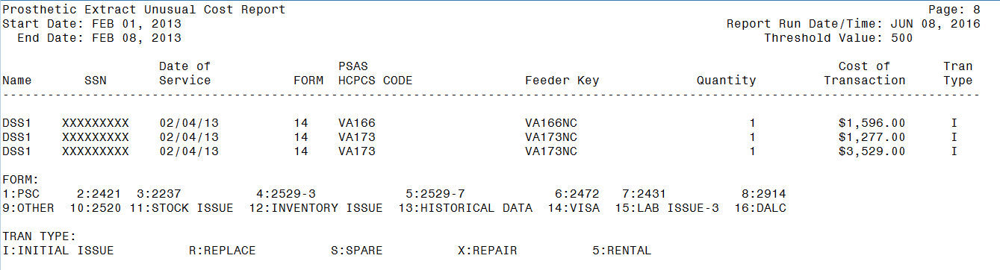 Prosthetic Extract Unusual Cost Report Page: 8
Start Date: FEB 01, 2013 Report Run Date/Time: JUN 08, 2016
End Date: FEB 08, 2013 Threshold Value: 500
Date of PSAS Cost of Tran
Name SSN Service FORM HCPCS CODE Feeder Key Quantity Transaction Type
--------------------------------------------------------------------------------
DSS1 XXXXXXXXX 02/04/13 14 VA166 VA166NC 1 $1,596.00 I
DSS1 XXXXXXXXX 02/04/13 14 VA173 VA173NC 1 $1,277.00 I
DSS1 XXXXXXXXX 02/04/13 14 VA173 VA173NC 1 $3,529.00 I
FORM:
1:PSC 2:2421 3:2237 4:2529-3 5:2529-7 6:2472 7:2431 8:2914
9:OTHER 10:2520 11:STOCK ISSUE 12:INVENTORY ISSUE 13:HISTORICAL DATA 14:VISA 15:LAB ISSUE-3 16:DALC
TRAN TYPE:
I:INITIAL ISSUE R:REPLACE S:SPARE X:REPAIR 5:RENTAL